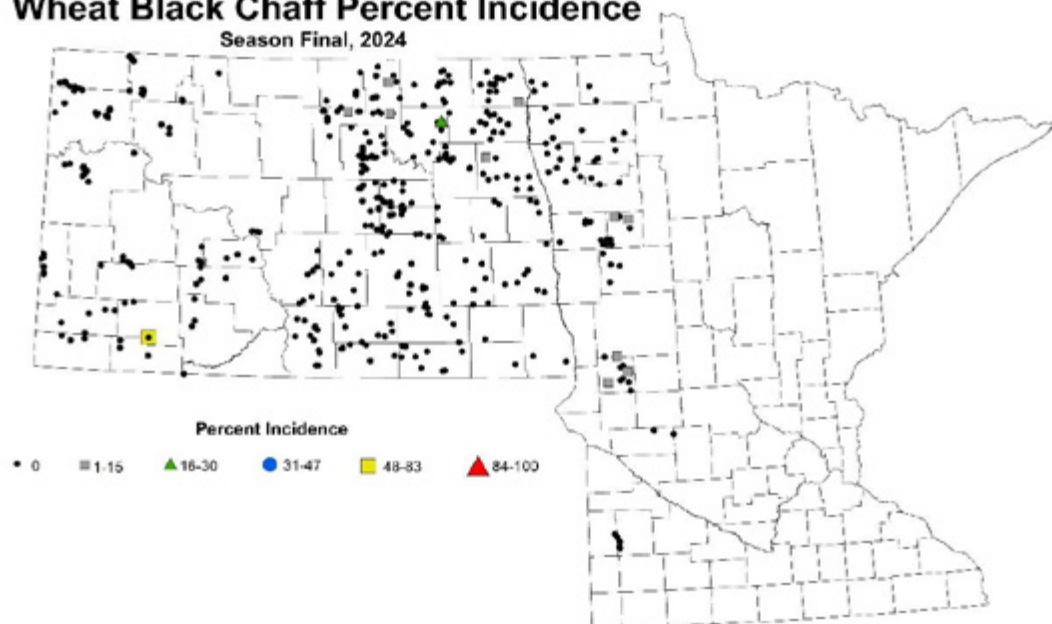 Wheat Black Chaff Percent Incidence
Season Final, 2024
Percent Incidence
0 1-15 16-30 31-47 48-83 84-100